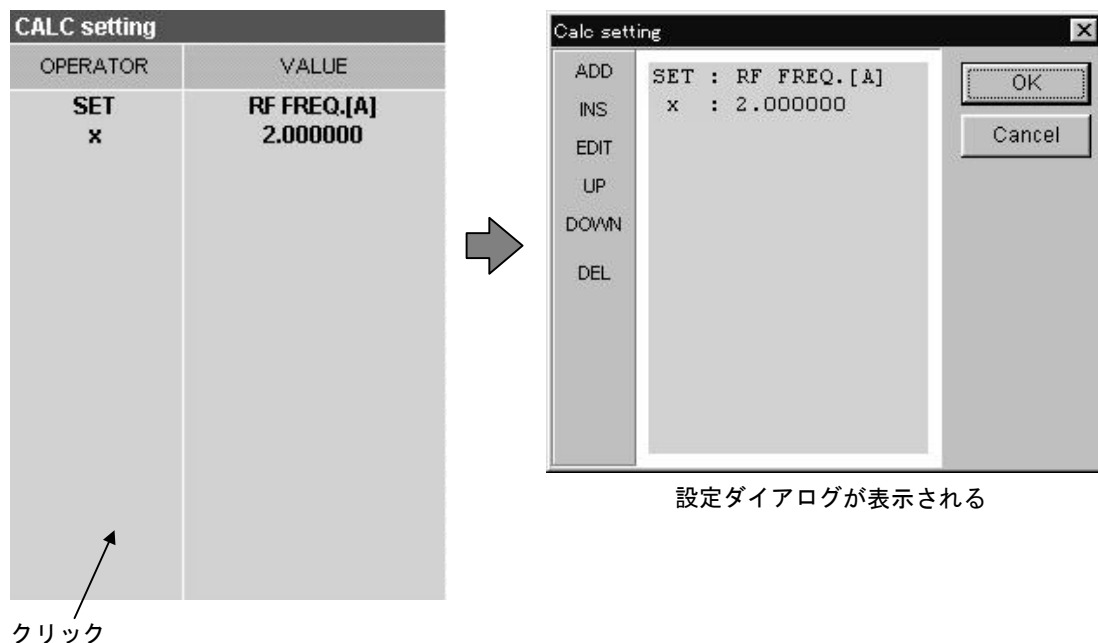 CALC setting
OPERATOR VALUE
SET RF FREQ.[A]
x 2.000000
クリック
Calc setting
ADD
INS
EDIT
UP
DOWN
DEL
SET : RF FREQ.[A]
x : 2.000000
OK
Cancel
設定ダイアログが表示される